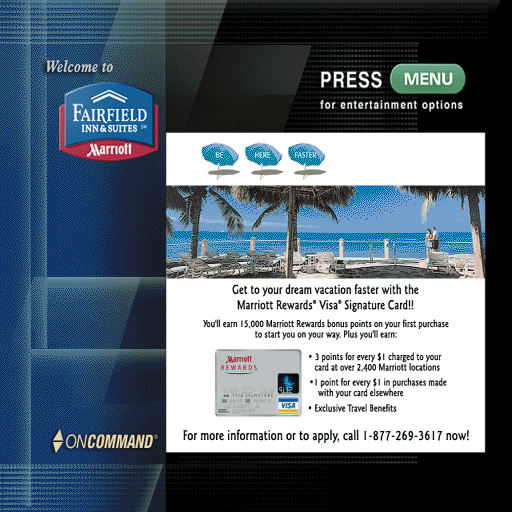 Welcome to
FAIRFIELD
INN & SUITES SM
Marriott
PRESS MENU
for entertainment options
BE HERE FASTER
Get to your dream vacation faster with the
Marriott Rewards® Visa® Signature Card!!
You'll earn 15,000 Marriott Rewards bonus points on your first purchase
to start you on your way. Plus you'll earn:
Marriott
REWARDS
VISA SIGNATURE
VISA
• 3 points for every $1 charged to your
card at over 2,400 Marriott locations
• 1 point for every $1 in purchases made
with your card elsewhere
• Exclusive Travel Benefits
For more information or to apply, call 1-877-269-3617 now!
ONCOMMAND®